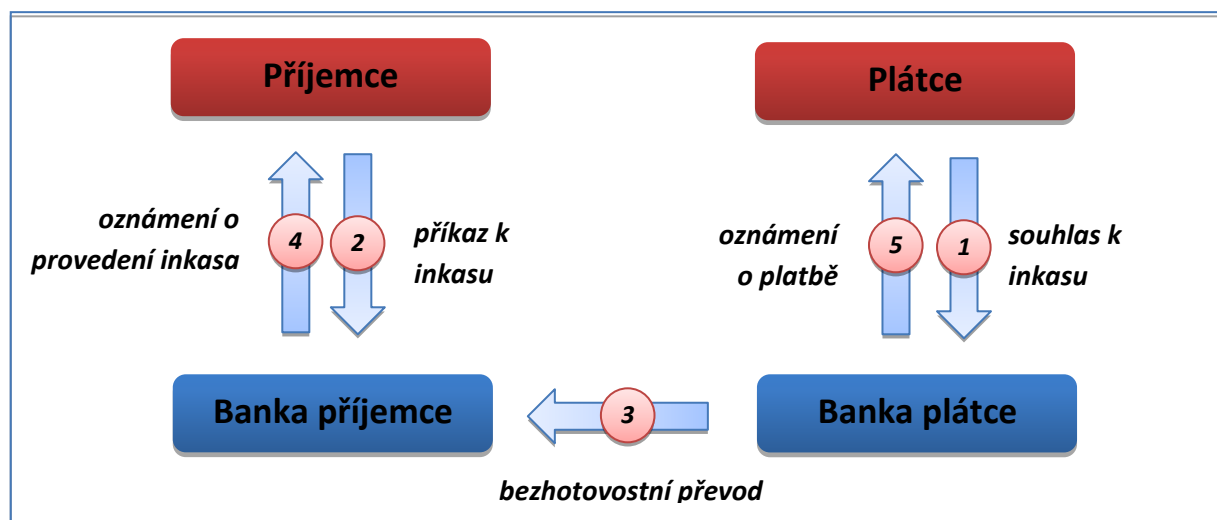 Příjemce
Plátce
oznámení o
provedení inkasa
4
2
příkaz k
inkasu
oznámení
o platbě
5
1
souhlas k
inkasu
Banka příjemce
3
Banka plátce
bezhotovostní převod